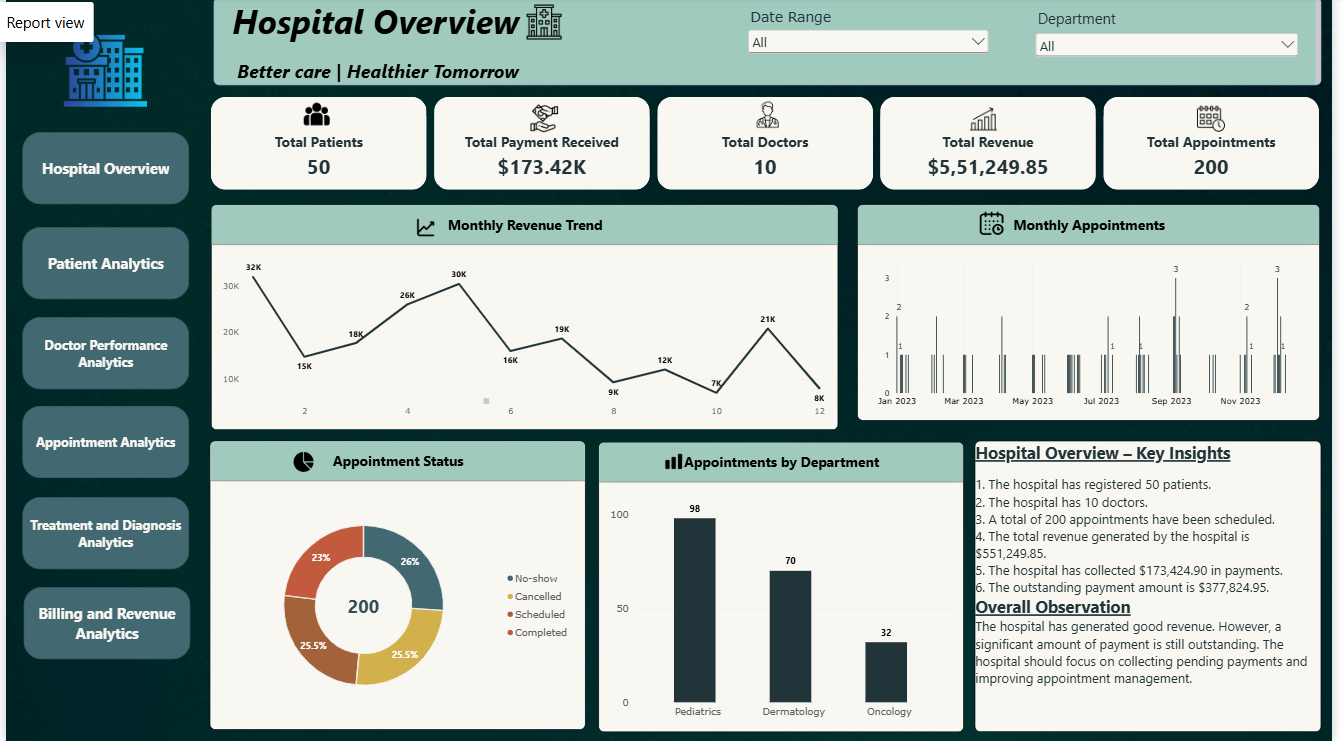 Report view
Hospital Overview
Better care | Healthier Tomorrow
Date Range
All
Department
All
Hospital Overview
Patient Analytics
Doctor Performance
Analytics
Appointment Analytics
Treatment and Diagnosis
Analytics
Billing and Revenue
Analytics
Total Patients
50
Total Payment Received
$173.42K
Total Doctors
10
Total Revenue
$5,51,249.85
Total Appointments
200
Monthly Revenue Trend
30K
20K
10K
32K
15K
18K
26K
30K
16K
19K
9K
12K
7K
21K
8K
2
4
6
8
10
12
Monthly Appointments
3
2
1
0
2
1
1
1
3
2
1
3
1
Jan 2023
Mar 2023
May 2023
Jul 2023
Sep 2023
Nov 2023
Appointment Status
26%
25.5%
25.5%
23%
200
No-show
Cancelled
Scheduled
Completed
Appointments by Department
100
50
0
98
70
32
Pediatrics
Dermatology
Oncology
Hospital Overview – Key Insights
1. The hospital has registered 50 patients.
2. The hospital has 10 doctors.
3. A total of 200 appointments have been scheduled.
4. The total revenue generated by the hospital is
$551,249.85.
5. The hospital has collected $173,424.90 in payments.
6. The outstanding payment amount is $377,824.95.
Overall Observation
The hospital has generated good revenue. However, a
significant amount of payment is still outstanding. The
hospital should focus on collecting pending payments and
improving appointment management.